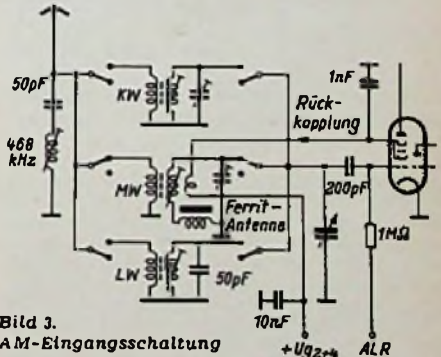 50pF
468
kHz
KW
MW
LW
1nF
Rück-
kopplung
200pF
Ferrit-
Antenne
1MΩ
50pF
10nF
+Ug2+4
ALR
Bild 3.
AM-Eingangsschaltung